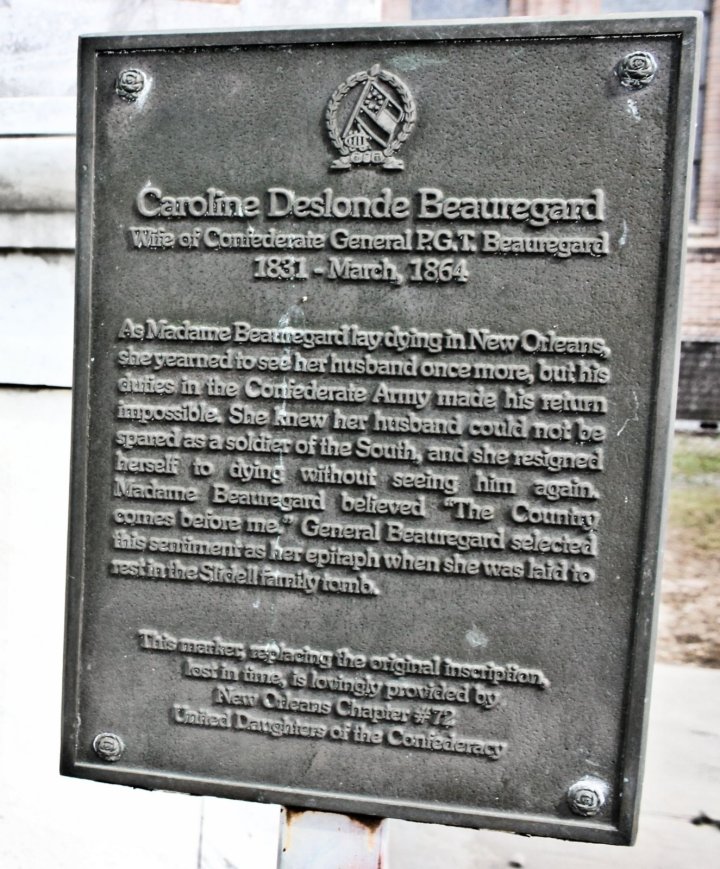 Caroline Deslonde Beauregard
Wife of Confederate General P.G.T. Beauregard
1831 - March, 1864
As Madame Beauregard lay dying in New Orleans,
she yearned to see her husband once more, but his
duties in the Confederate Army made his return
impossible. She knew her husband could not be
spared as a soldier of the South, and she resigned
herself to dying without seeing him again.
Madame Beauregard believed "The Country
comes before me." General Beauregard selected
this sentiment as her epitaph when she was laid to
rest in the Slidell family tomb.
This marker, replacing the original inscription,
lost in time, is lovingly provided by
New Orleans Chapter #72
United Daughters of the Confederacy